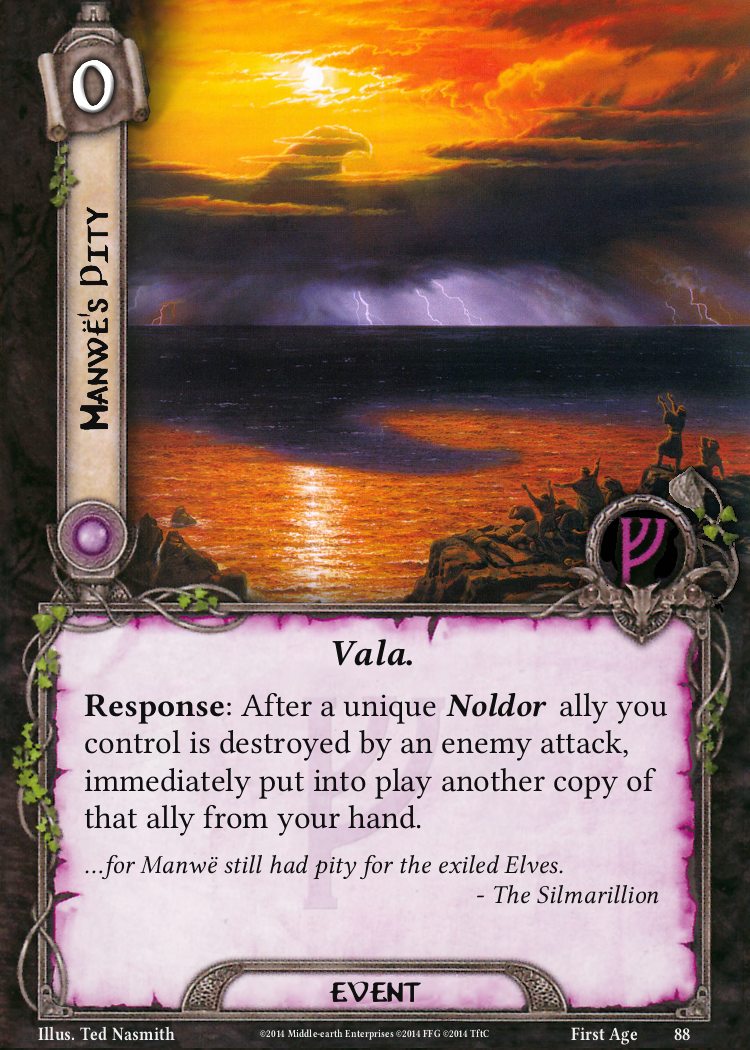 0
MANWË'S PITY
Vala.
Response: After a unique Noldor ally you
control is destroyed by an enemy attack,
immediately put into play another copy of
that ally from your hand.
...for Manwë still had pity for the exiled Elves.
- The Silmarillion
EVENT
Illus. Ted Nasmith ©2014 Middle-earth Enterprises ©2014 FFG ©2014 TftC First Age 88